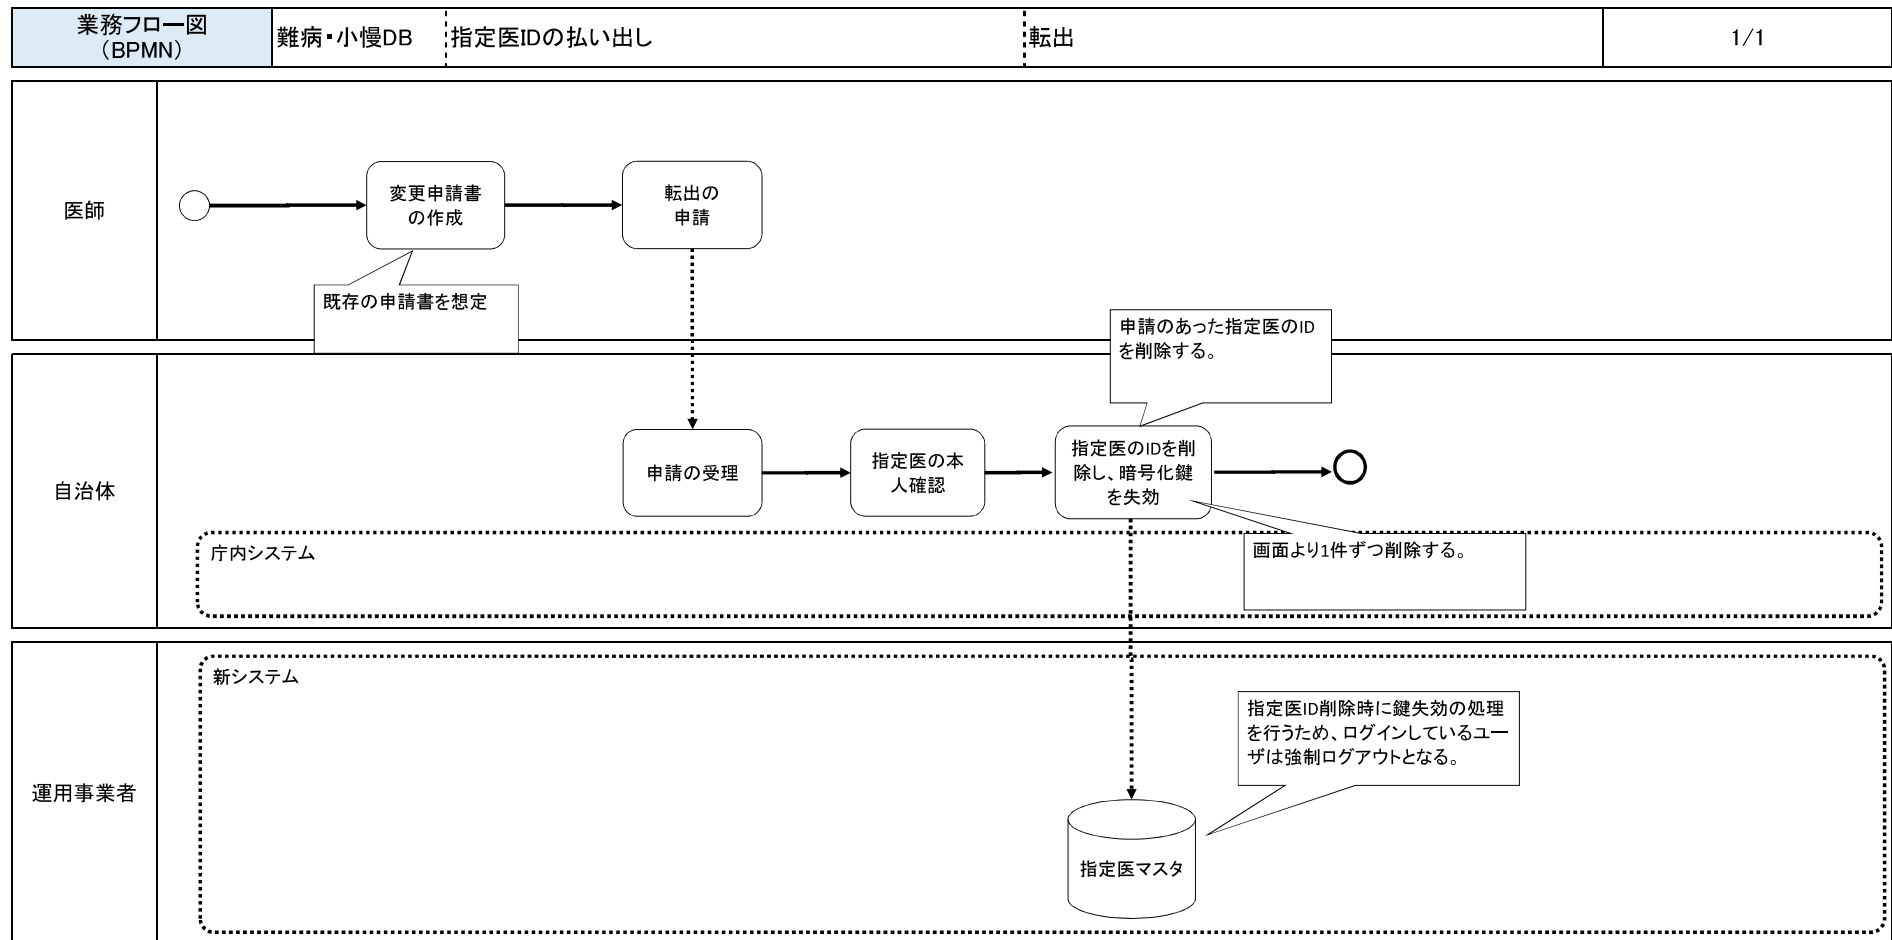 業務フロー図
（BPMN）
難病・小慢DB
指定医IDの払い出し
転出
1/1
医師
変更申請書
の作成
転出の
申請
既存の申請書を想定
申請のあった指定医のID
を削除する。
自治体
申請の受理
指定医の本
人確認
指定医のIDを削
除し、暗号化鍵
を失効
庁内システム
画面より1件ずつ削除する。
運用事業者
新システム
指定医ID削除時に鍵失効の処理
を行うため、ログインしているユー
ザは強制ログアウトとなる。
指定医マスタ